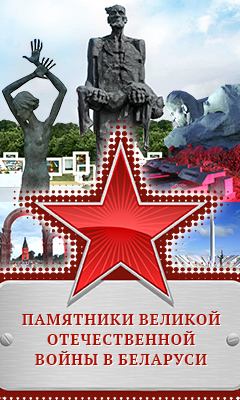 ПАМЯТНИКИ ВЕЛИКОЙ
ОТЕЧЕСТВЕННОЙ
ВОЙНЫ В БЕЛАРУСИ